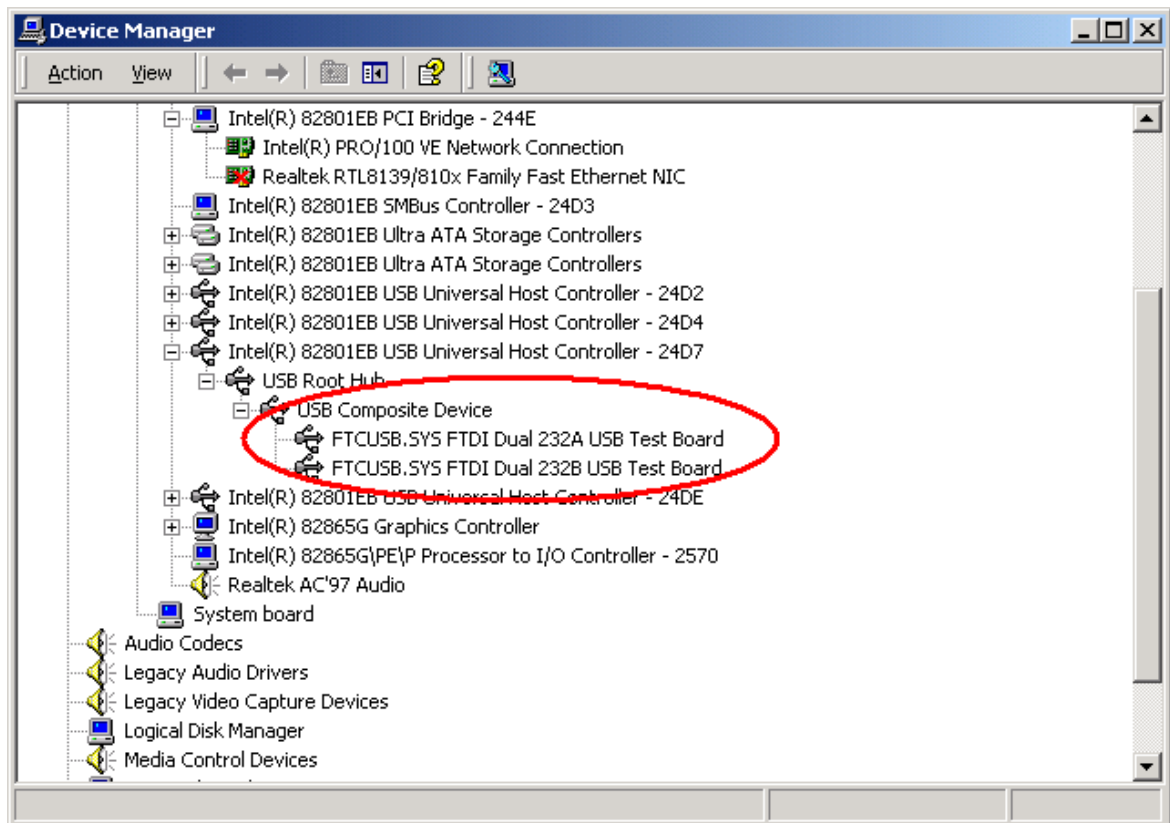 Device Manager
Action View
Intel(R) 82801EB PCI Bridge - 244E
Intel(R) PRO/100 VE Network Connection
Realtek RTL8139/810x Family Fast Ethernet NIC
Intel(R) 82801EB SMBus Controller - 24D3
Intel(R) 82801EB Ultra ATA Storage Controllers
Intel(R) 82801EB Ultra ATA Storage Controllers
Intel(R) 82801EB USB Universal Host Controller - 24D2
Intel(R) 82801EB USB Universal Host Controller - 24D4
Intel(R) 82801EB USB Universal Host Controller - 24D7
USB Root Hub
USB Composite Device
FTCUSB.SYS FTDI Dual 232A USB Test Board
FTCUSB.SYS FTDI Dual 232B USB Test Board
Intel(R) 82801EB USB Universal Host Controller - 24DE
Intel(R) 82865G Graphics Controller
Intel(R) 82865G\PE\P Processor to I/O Controller - 2570
Realtek AC'97 Audio
System board
Audio Codecs
Legacy Audio Drivers
Legacy Video Capture Devices
Logical Disk Manager
Media Control Devices